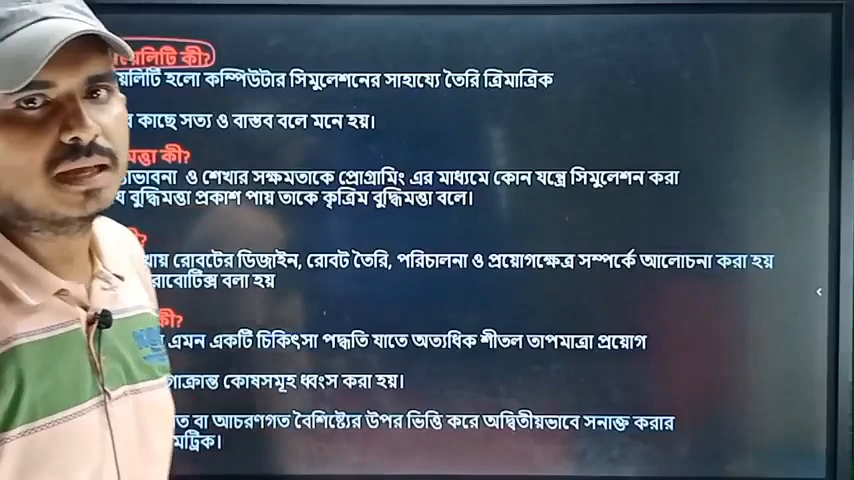 কী?
হলো কম্পিউটার সিমুলেশনের সাহায্যে তৈরি ত্রিমাত্রিক
কাছে সত্য ও বাস্তব বলে মনে হয়।
কী?
ও শেখার সক্ষমতাকে প্রোগ্রামিং এর মাধ্যমে কোন যন্ত্রে সিমুলেশন করা
বুদ্ধিমত্তা প্রকাশ পায় তাকে কৃত্রিম বুদ্ধিমত্তা বলে।
রোবটের ডিজাইন, রোবট তৈরি, পরিচালনা ও প্রয়োগক্ষেত্র সম্পর্কে আলোচনা করা হয়
বলা হয়
কী?
এমন একটি চিকিৎসা পদ্ধতি যাতে অত্যধিক শীতল তাপমাত্রা প্রয়োগ
কোষসমূহ ধ্বংস করা হয়।
বা আচরণগত বৈশিষ্ট্যের উপর ভিত্তি করে অদ্বিতীয়ভাবে সনাক্ত করার